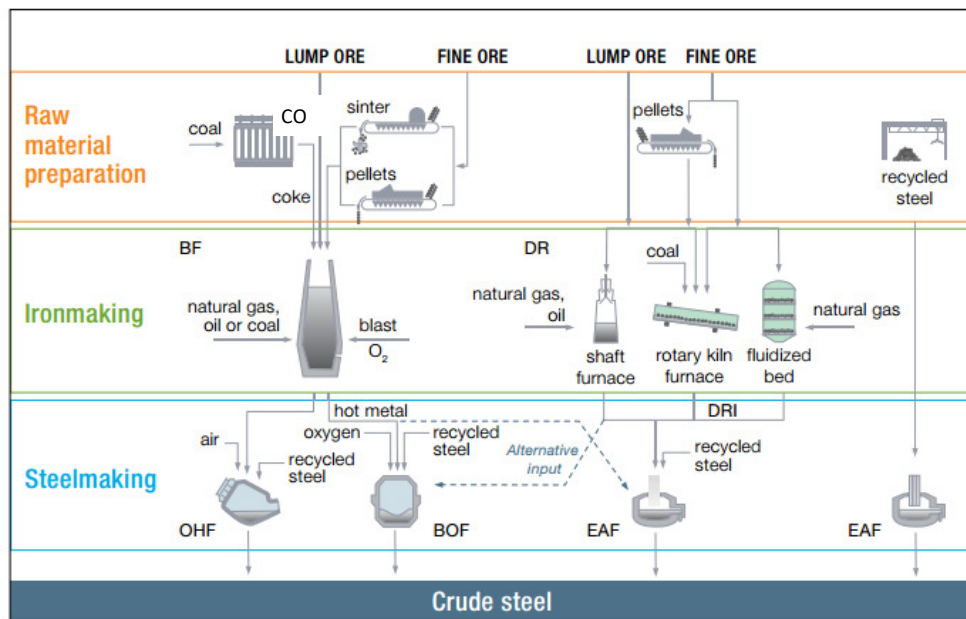 LUMP ORE
FINE ORE
LUMP ORE
FINE ORE
Raw
material
preparation
coal
CO
sinter
pellets
coke
pellets
recycled
steel
Ironmaking
BF
natural gas,
oil or coal
blast
O₂
DR
coal
natural gas,
oil
natural gas
shaft
furnace
rotary kiln
furnace
fluidized
bed
Steelmaking
hot metal
DRI
air
recycled
steel
oxygen
recycled
steel
Alternative
input
recycled
steel
OHF
BOF
EAF
EAF
Crude steel